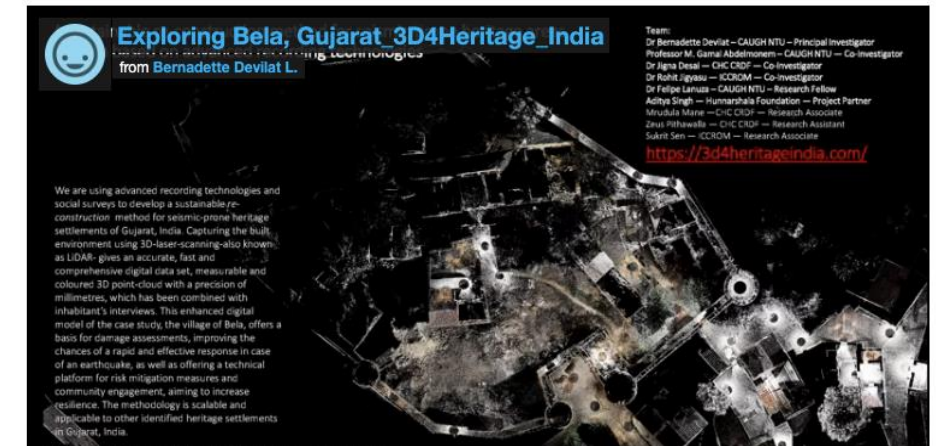 Exploring Bela, Gujarat_3D4Heritage_India
from Bernadette Devilat L.
recording technologies
Team:
Dr Bernadette Devilat – CAUGH NTU – Principal Investigator
Professor M. Gamal Abdelmonem – CAUGH NTU — Co-Investigator
Dr Jigna Desai — CHC CRDF — Co-Investigator
Dr Rohit Jigyasu — ICCROM — Co-Investigator
Dr Felipe Lanuza – CAUGH NTU – Research Fellow
Aditya Singh — Hunnarshala Foundation — Project Partner
Mrudula Mane —CHC CRDF — Research Associate
Zeus Pithawalla — CHC CRDF — Research Assistant
Sukrit Sen — ICCROM — Research Associate
https://3d4heritageindia.com/
We are using advanced recording technologies and
social surveys to develop a sustainable re-
construction method for seismic-prone heritage
settlements of Gujarat, India. Capturing the built
environment using 3D-laser-scanning-also known
as LiDAR- gives an accurate, fast and
comprehensive digital data set, measurable and
coloured 3D point-cloud with a precision of
millimetres, which has been combined with
inhabitant's interviews. This enhanced digital
model of the case study, the village of Bela, offers a
basis for damage assessments, improving the
chances of a rapid and effective response in case
of an earthquake, as well as offering a technical
platform for risk mitigation measures and
community engagement, aiming to increase
resilience. The methodology is scalable and
applicable to other identified heritage settlements
in Gujarat, India.